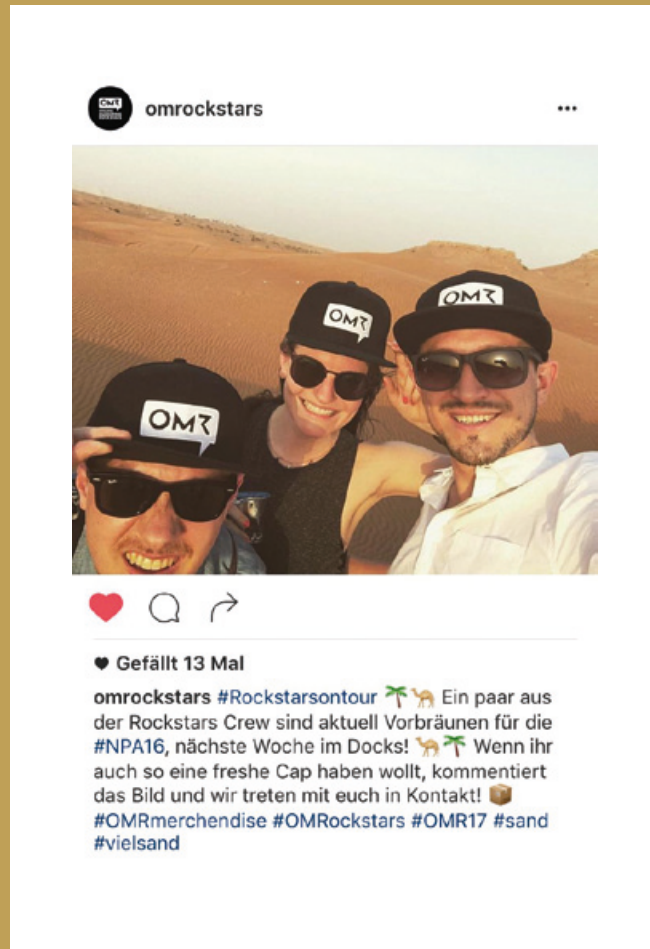 OMR
omrockstars
•••
OMR
OMR
OMR
Gefällt 13 Mal
omrockstars #Rockstarsontour 🌴🐪 Ein paar aus
der Rockstars Crew sind aktuell Vorbräunen für die
#NPA16, nächste Woche im Docks! 🐪🌴 Wenn ihr
auch so eine freshe Cap haben wollt, kommentiert
das Bild und wir treten mit euch in Kontakt! 📦
#OMRmerchendise #OMRockstars #OMR17 #sand
#vielsand